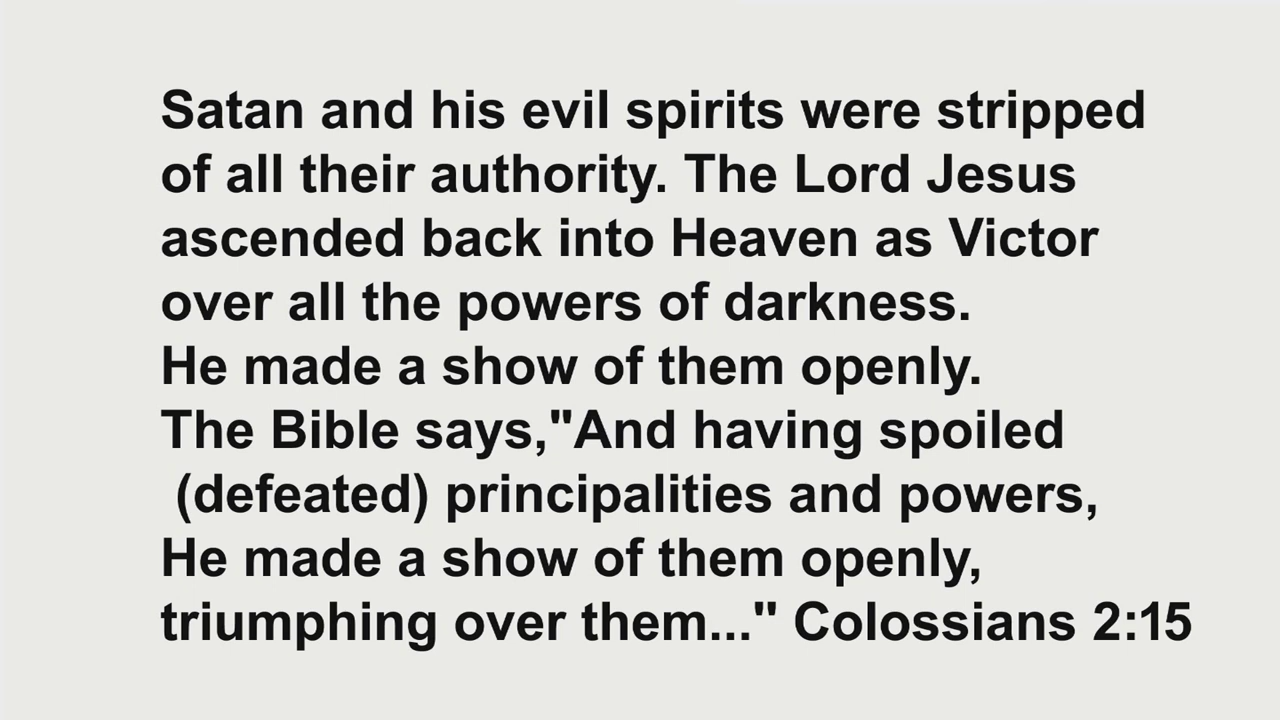 Satan and his evil spirits were stripped
of all their authority. The Lord Jesus
ascended back into Heaven as Victor
over all the powers of darkness.
He made a show of them openly.
The Bible says,"And having spoiled
(defeated) principalities and powers,
He made a show of them openly,
triumphing over them..." Colossians 2:15